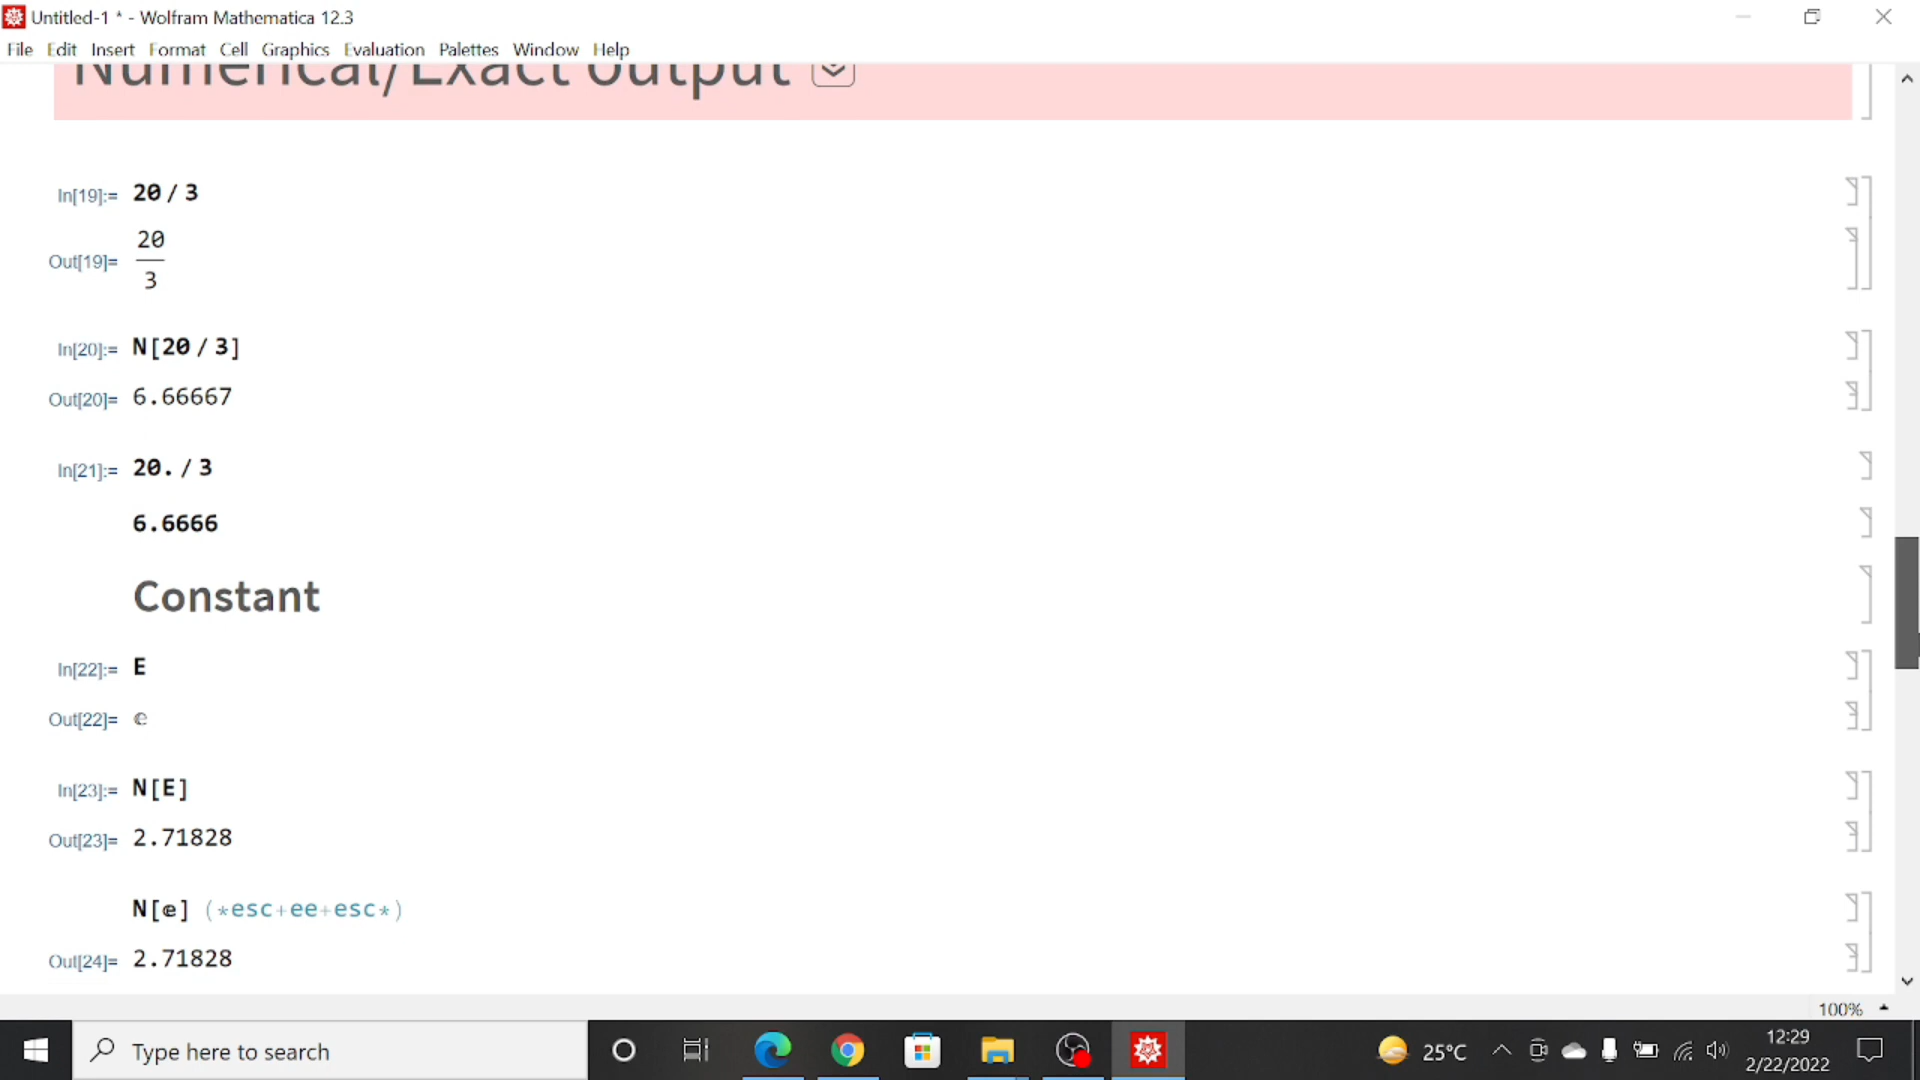 Untitled-1 * - Wolfram Mathematica 12.3
File Edit Insert Format Cell Graphics Evaluation Palettes Window Help
Numerical/Exact output
In[19]:= 20 / 3
Out[19]= 20
3
In[20]:= N[20 / 3]
Out[20]= 6.66667
In[21]:= 20. / 3
6.6666
Constant
In[22]:= E
Out[22]= ⅇ
In[23]:= N[E]
Out[23]= 2.71828
N[ⅇ] (*esc+ee+esc*)
Out[24]= 2.71828
100%
Type here to search
25°C
12:29
2/22/2022